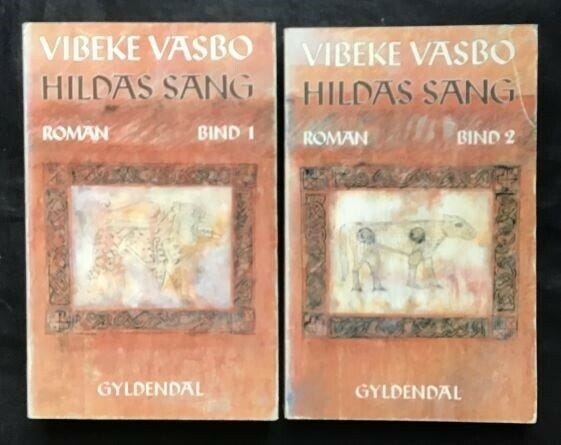 VIBEKE VASBO
HILDAS SANG
ROMAN BIND 1
GYLDENDAL
VIBEKE VASBO
HILDAS SANG
ROMAN BIND 2
GYLDENDAL